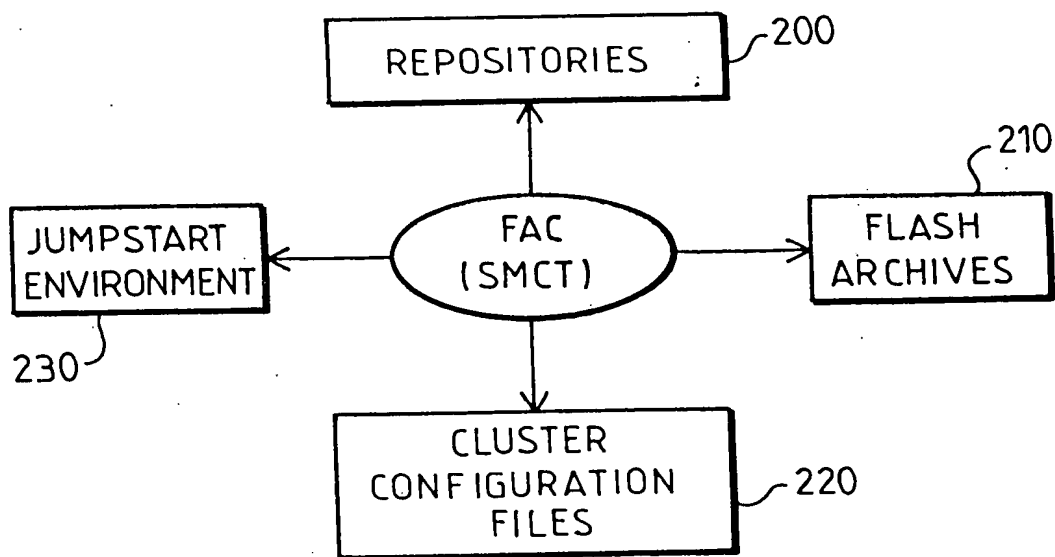 REPOSITORIES
200
210
JUMPSTART
ENVIRONMENT
230
FAC
(SMCT)
FLASH
ARCHIVES
CLUSTER
CONFIGURATION
FILES
220